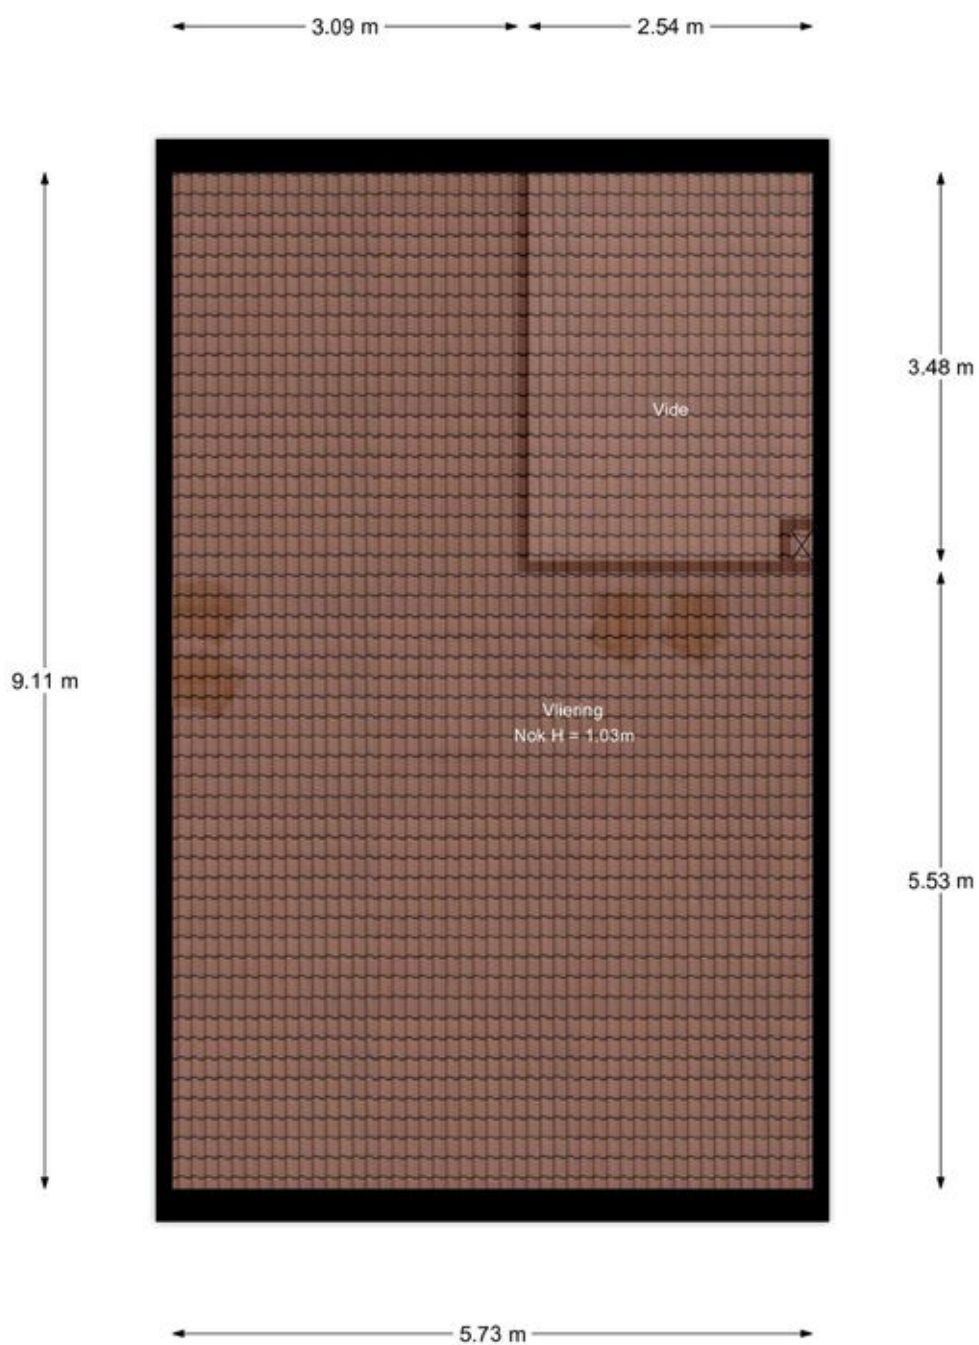 3.09 m
2.54 m
3.48 m
Vide
9.11 m
Vliering
Nok H = 1.03m
5.53 m
5.73 m